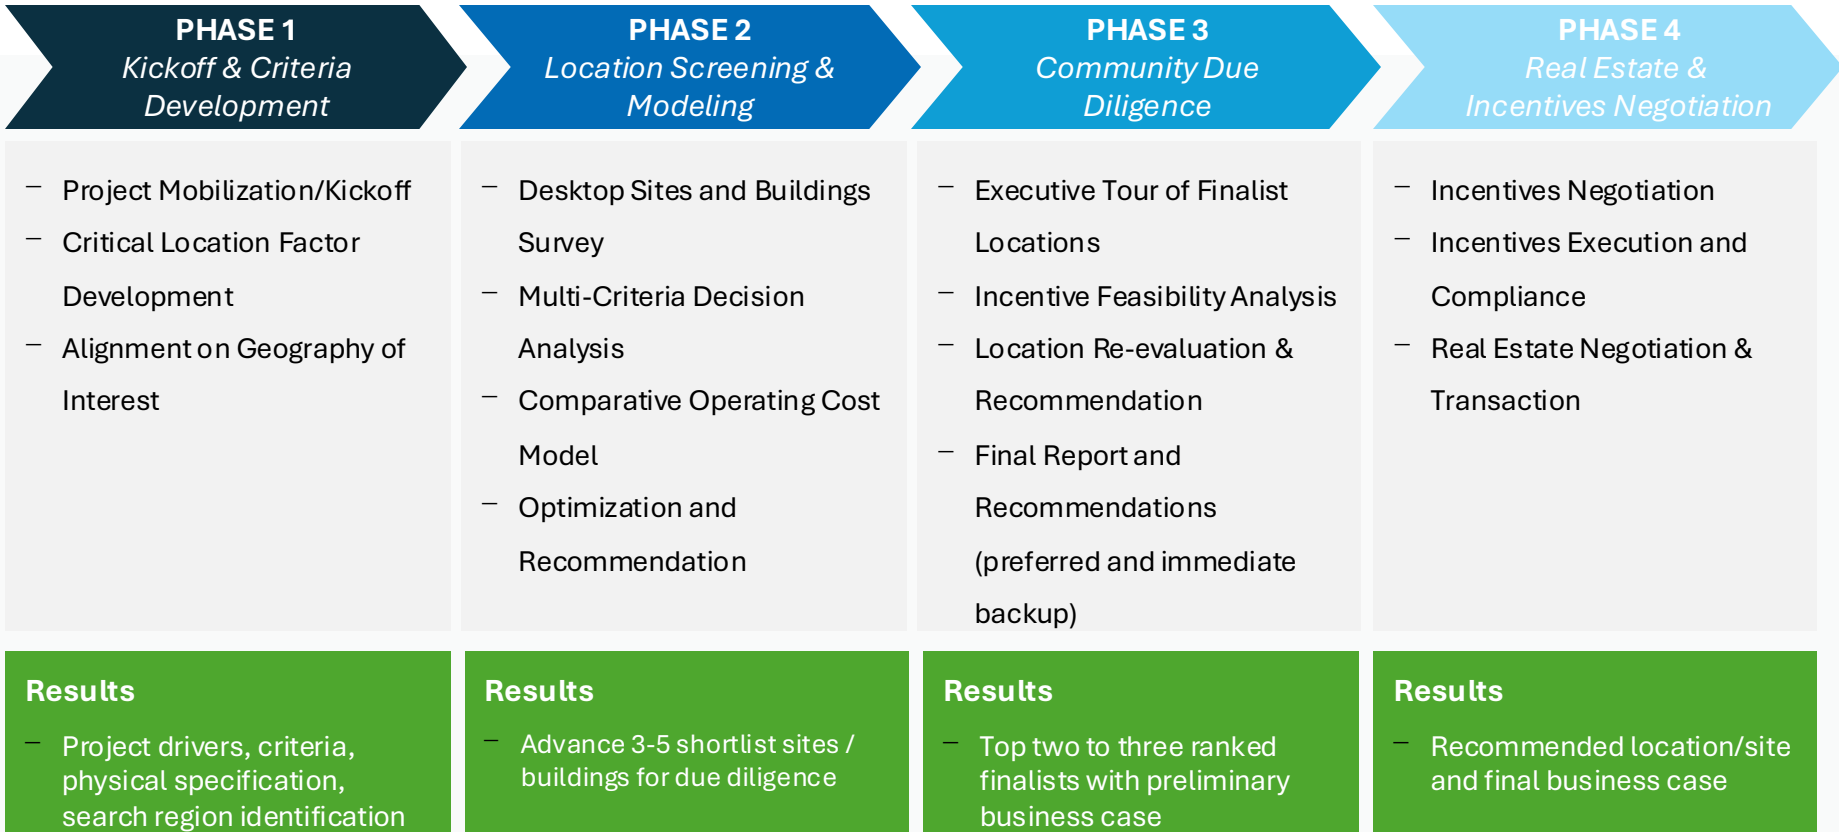 PHASE 1
Kickoff & Criteria
Development
PHASE 2
Location Screening &
Modeling
PHASE 3
Community Due
Diligence
PHASE 4
Real Estate &
Incentives Negotiation
– Project Mobilization/Kickoff
– Critical Location Factor
Development
– Alignment on Geography of
Interest
– Desktop Sites and Buildings
Survey
– Multi-Criteria Decision
Analysis
– Comparative Operating Cost
Model
– Optimization and
Recommendation
– Executive Tour of Finalist
Locations
– Incentive Feasibility Analysis
– Location Re-evaluation &
Recommendation
– Final Report and
Recommendations
(preferred and immediate
backup)
– Incentives Negotiation
– Incentives Execution and
Compliance
– Real Estate Negotiation &
Transaction
Results
– Project drivers, criteria,
physical specification,
search region identification
Results
– Advance 3-5 shortlist sites /
buildings for due diligence
Results
– Top two to three ranked
finalists with preliminary
business case
Results
– Recommended location/site
and final business case